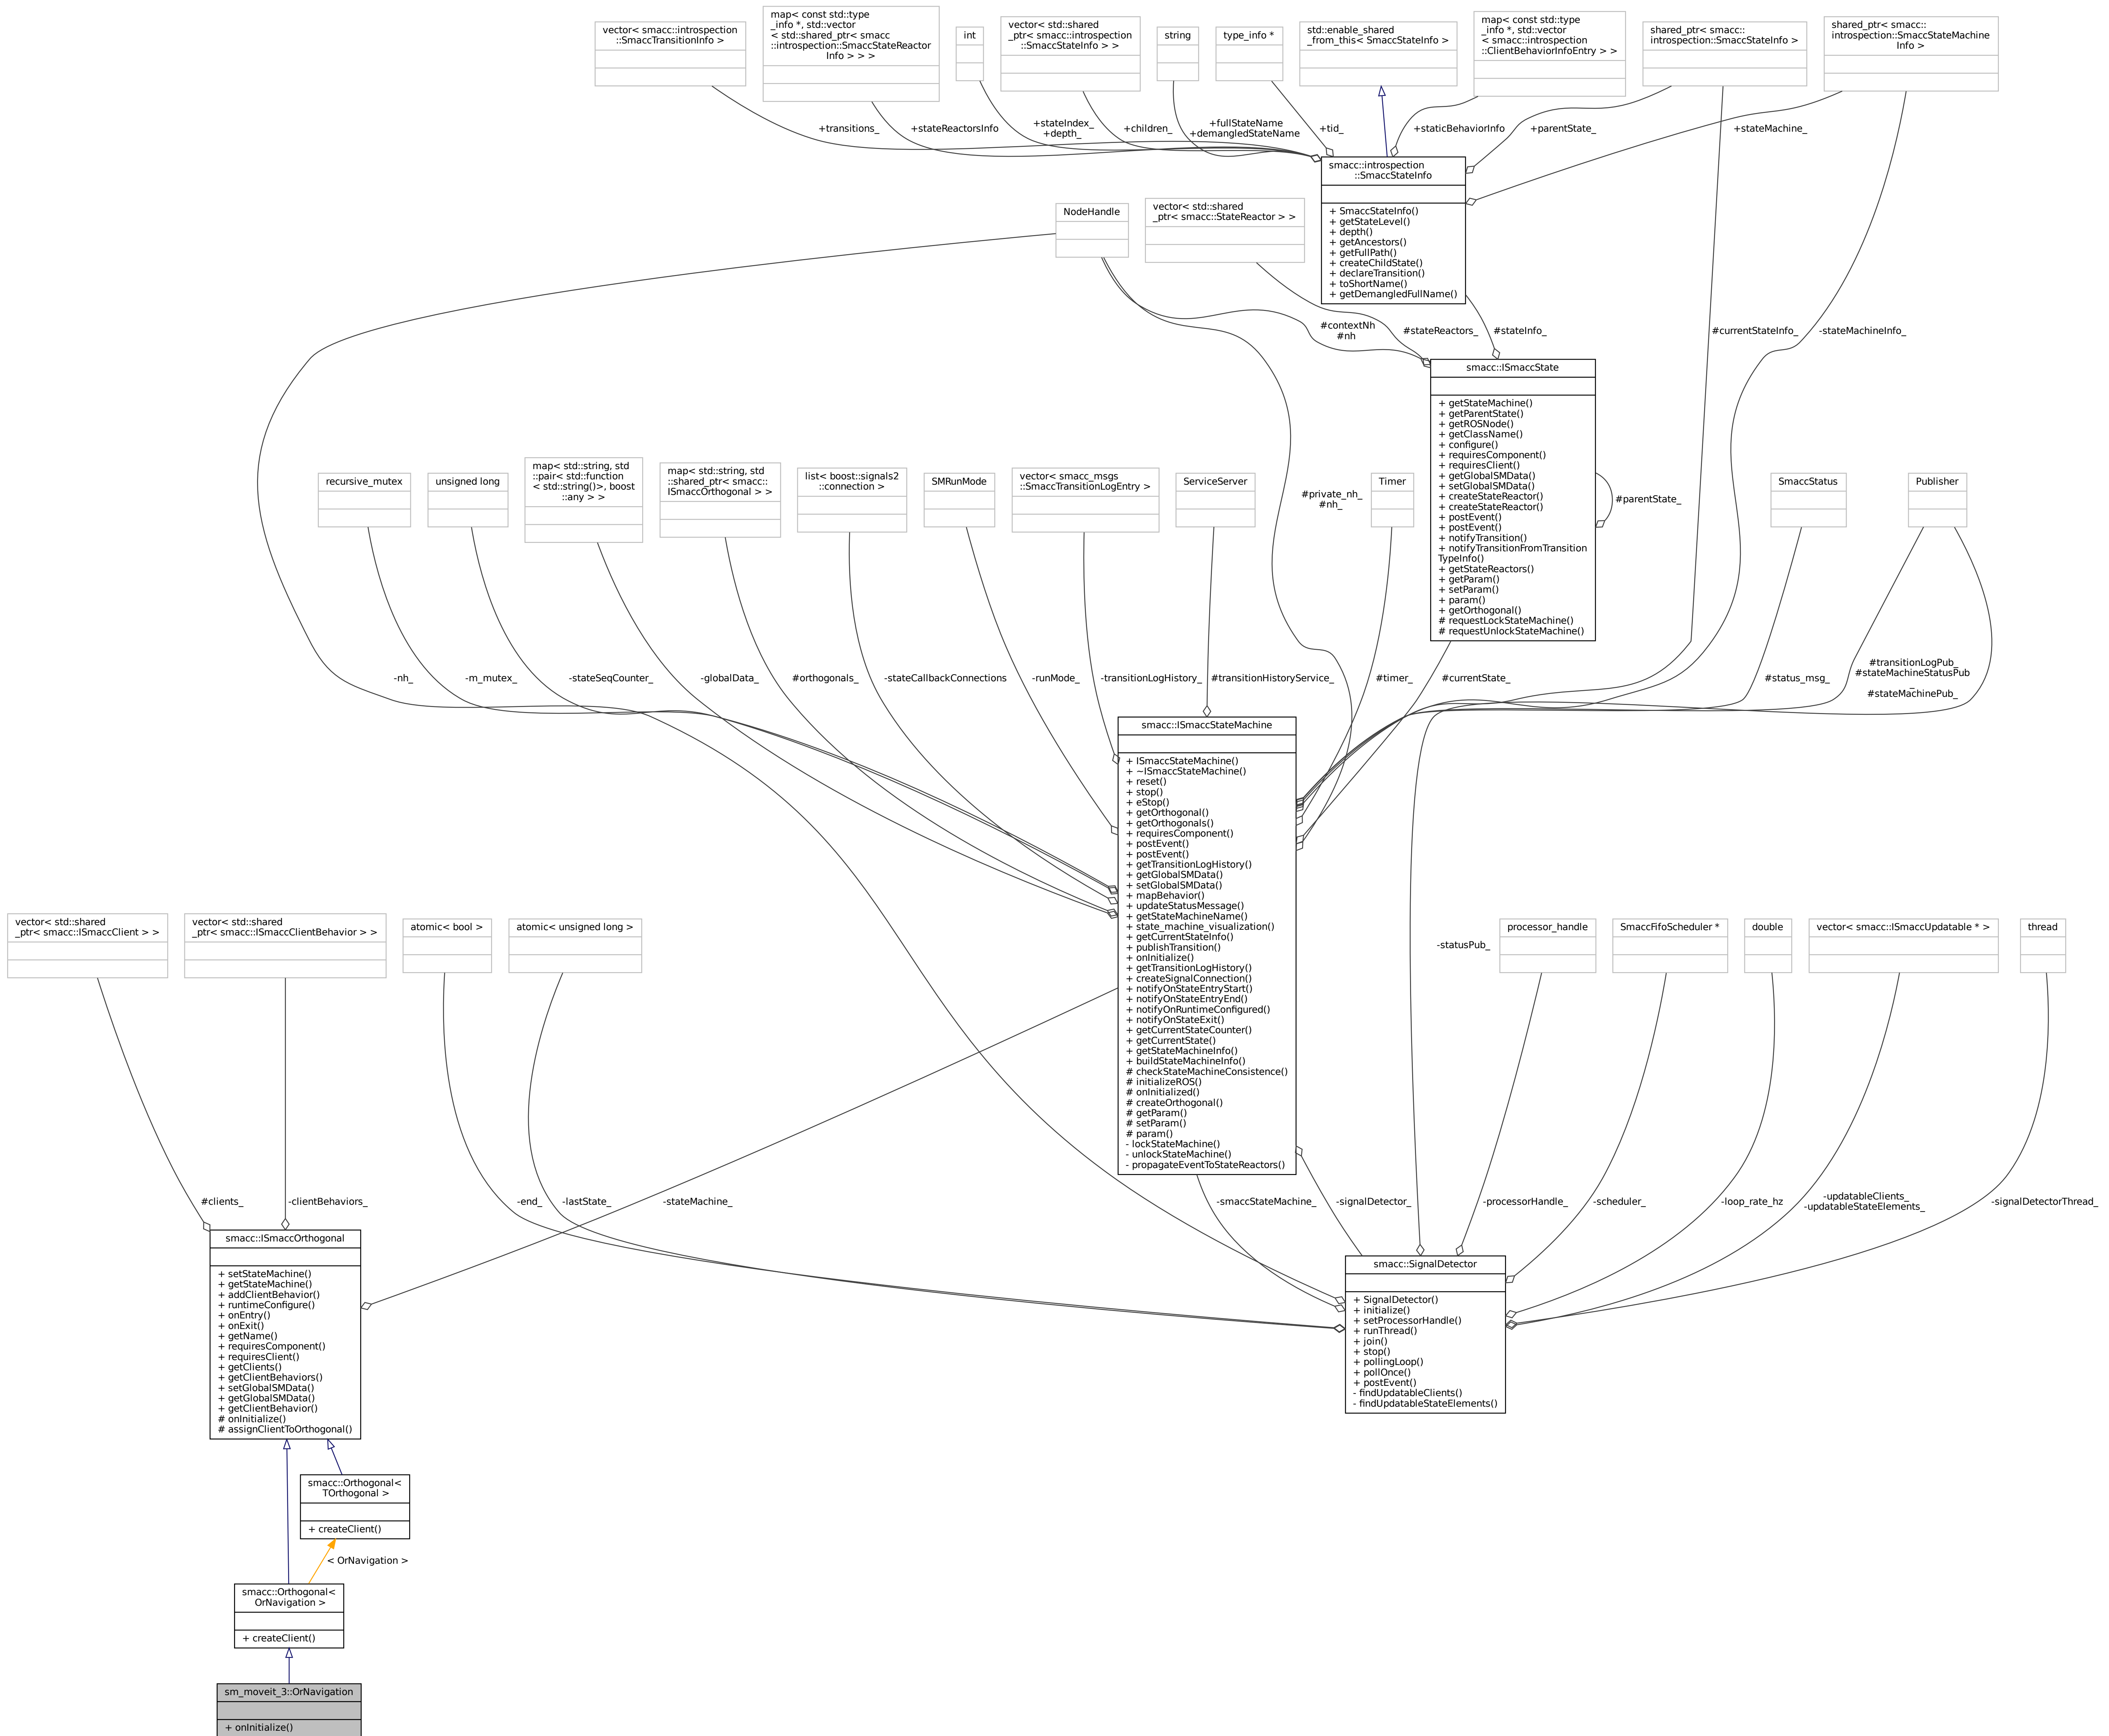 vector< smacc::introspection
::SmaccTransitionInfo >
map< const std::type
_info *, std::vector
< std::shared_ptr< smacc
::introspection::SmaccStateReactor
Info > > >
int
vector< std::shared
_ptr< smacc::introspection
::SmaccStateInfo > >
string
type_info *
std::enable_shared
_from_this< SmaccStateInfo >
map< const std::type
_info *, std::vector
< smacc::introspection
::ClientBehaviorInfoEntry > >
shared_ptr< smacc::
introspection::SmaccStateInfo >
shared_ptr< smacc::
introspection::SmaccStateMachine
Info >
+transitions_
+stateReactorsInfo
+stateIndex_
+depth_
+children_
+fullStateName
+demangledStateName
+tid_
+staticBehaviorInfo
+parentState_
+stateMachine_
smacc::introspection
::SmaccStateInfo
+ SmaccStateInfo()
+ getStateLevel()
+ depth()
+ getAncestors()
+ getFullPath()
+ createChildState()
+ declareTransition()
+ toShortName()
+ getDemangledFullName()
NodeHandle
vector< std::shared
_ptr< smacc::StateReactor > >
#contextNh
#nh
#stateReactors_
#stateInfo_
#currentStateInfo_
-stateMachineInfo_
smacc::ISmaccState
+ getStateMachine()
+ getParentState()
+ getROSNode()
+ getClassName()
+ configure()
+ requiresComponent()
+ requiresClient()
+ getGlobalSMData()
+ setGlobalSMData()
+ createStateReactor()
+ createStateReactor()
+ postEvent()
+ postEvent()
+ notifyTransition()
+ notifyTransitionFromTransition
TypeInfo()
+ getStateReactors()
+ getParam()
+ setParam()
+ param()
+ getOrthogonal()
# requestLockStateMachine()
# requestUnlockStateMachine()
#parentState_
recursive_mutex
unsigned long
map< std::string, std
::pair< std::function
< std::string()>, boost
::any > >
map< std::string, std
::shared_ptr< smacc::
ISmaccOrthogonal > >
list< boost::signals2
::connection >
SMRunMode
vector< smacc_msgs
::SmaccTransitionLogEntry >
ServiceServer
#private_nh_
#nh_
Timer
SmaccStatus
Publisher
-nh_
-m_mutex_
-stateSeqCounter_
-globalData_
#orthogonals_
-stateCallbackConnections
-runMode_
-transitionLogHistory_
#transitionHistoryService_
#timer_
#currentState_
#status_msg_
#transitionLogPub_
#stateMachineStatusPub
_
#stateMachinePub_
smacc::ISmaccStateMachine
+ ISmaccStateMachine()
+ ~ISmaccStateMachine()
+ reset()
+ stop()
+ eStop()
+ getOrthogonal()
+ getOrthogonals()
+ requiresComponent()
+ postEvent()
+ postEvent()
+ getTransitionLogHistory()
+ getGlobalSMData()
+ setGlobalSMData()
+ mapBehavior()
+ updateStatusMessage()
+ getStateMachineName()
+ state_machine_visualization()
+ getCurrentStateInfo()
+ publishTransition()
+ onInitialize()
+ getTransitionLogHistory()
+ createSignalConnection()
+ notifyOnStateEntryStart()
+ notifyOnStateEntryEnd()
+ notifyOnRuntimeConfigured()
+ notifyOnStateExit()
+ getCurrentStateCounter()
+ getCurrentState()
+ getStateMachineInfo()
+ buildStateMachineInfo()
# checkStateMachineConsistence()
# initializeROS()
# onInitialized()
# createOrthogonal()
# getParam()
# setParam()
# param()
- lockStateMachine()
- unlockStateMachine()
- propagateEventToStateReactors()
vector< std::shared
_ptr< smacc::ISmaccClient > >
vector< std::shared
_ptr< smacc::ISmaccClientBehavior > >
atomic< bool >
atomic< unsigned long >
-statusPub_
processor_handle
SmaccFifoScheduler *
double
vector< smacc::ISmaccUpdatable * >
thread
#clients_
-clientBehaviors_
-end_
-lastState_
-stateMachine_
-smaccStateMachine_
-signalDetector_
-processorHandle_
-scheduler_
-loop_rate_hz
-updatableClients_
-updatableStateElements_
-signalDetectorThread_
smacc::ISmaccOrthogonal
+ setStateMachine()
+ getStateMachine()
+ addClientBehavior()
+ runtimeConfigure()
+ onEntry()
+ onExit()
+ getName()
+ requiresComponent()
+ requiresClient()
+ getClients()
+ getClientBehaviors()
+ setGlobalSMData()
+ getGlobalSMData()
+ getClientBehavior()
# onInitialize()
# assignClientToOrthogonal()
smacc::SignalDetector
+ SignalDetector()
+ initialize()
+ setProcessorHandle()
+ runThread()
+ join()
+ stop()
+ pollingLoop()
+ pollOnce()
+ postEvent()
- findUpdatableClients()
- findUpdatableStateElements()
smacc::Orthogonal<
TOrthogonal >
+ createClient()
< OrNavigation >
smacc::Orthogonal<
OrNavigation >
+ createClient()
sm_moveit_3::OrNavigation
+ onInitialize()